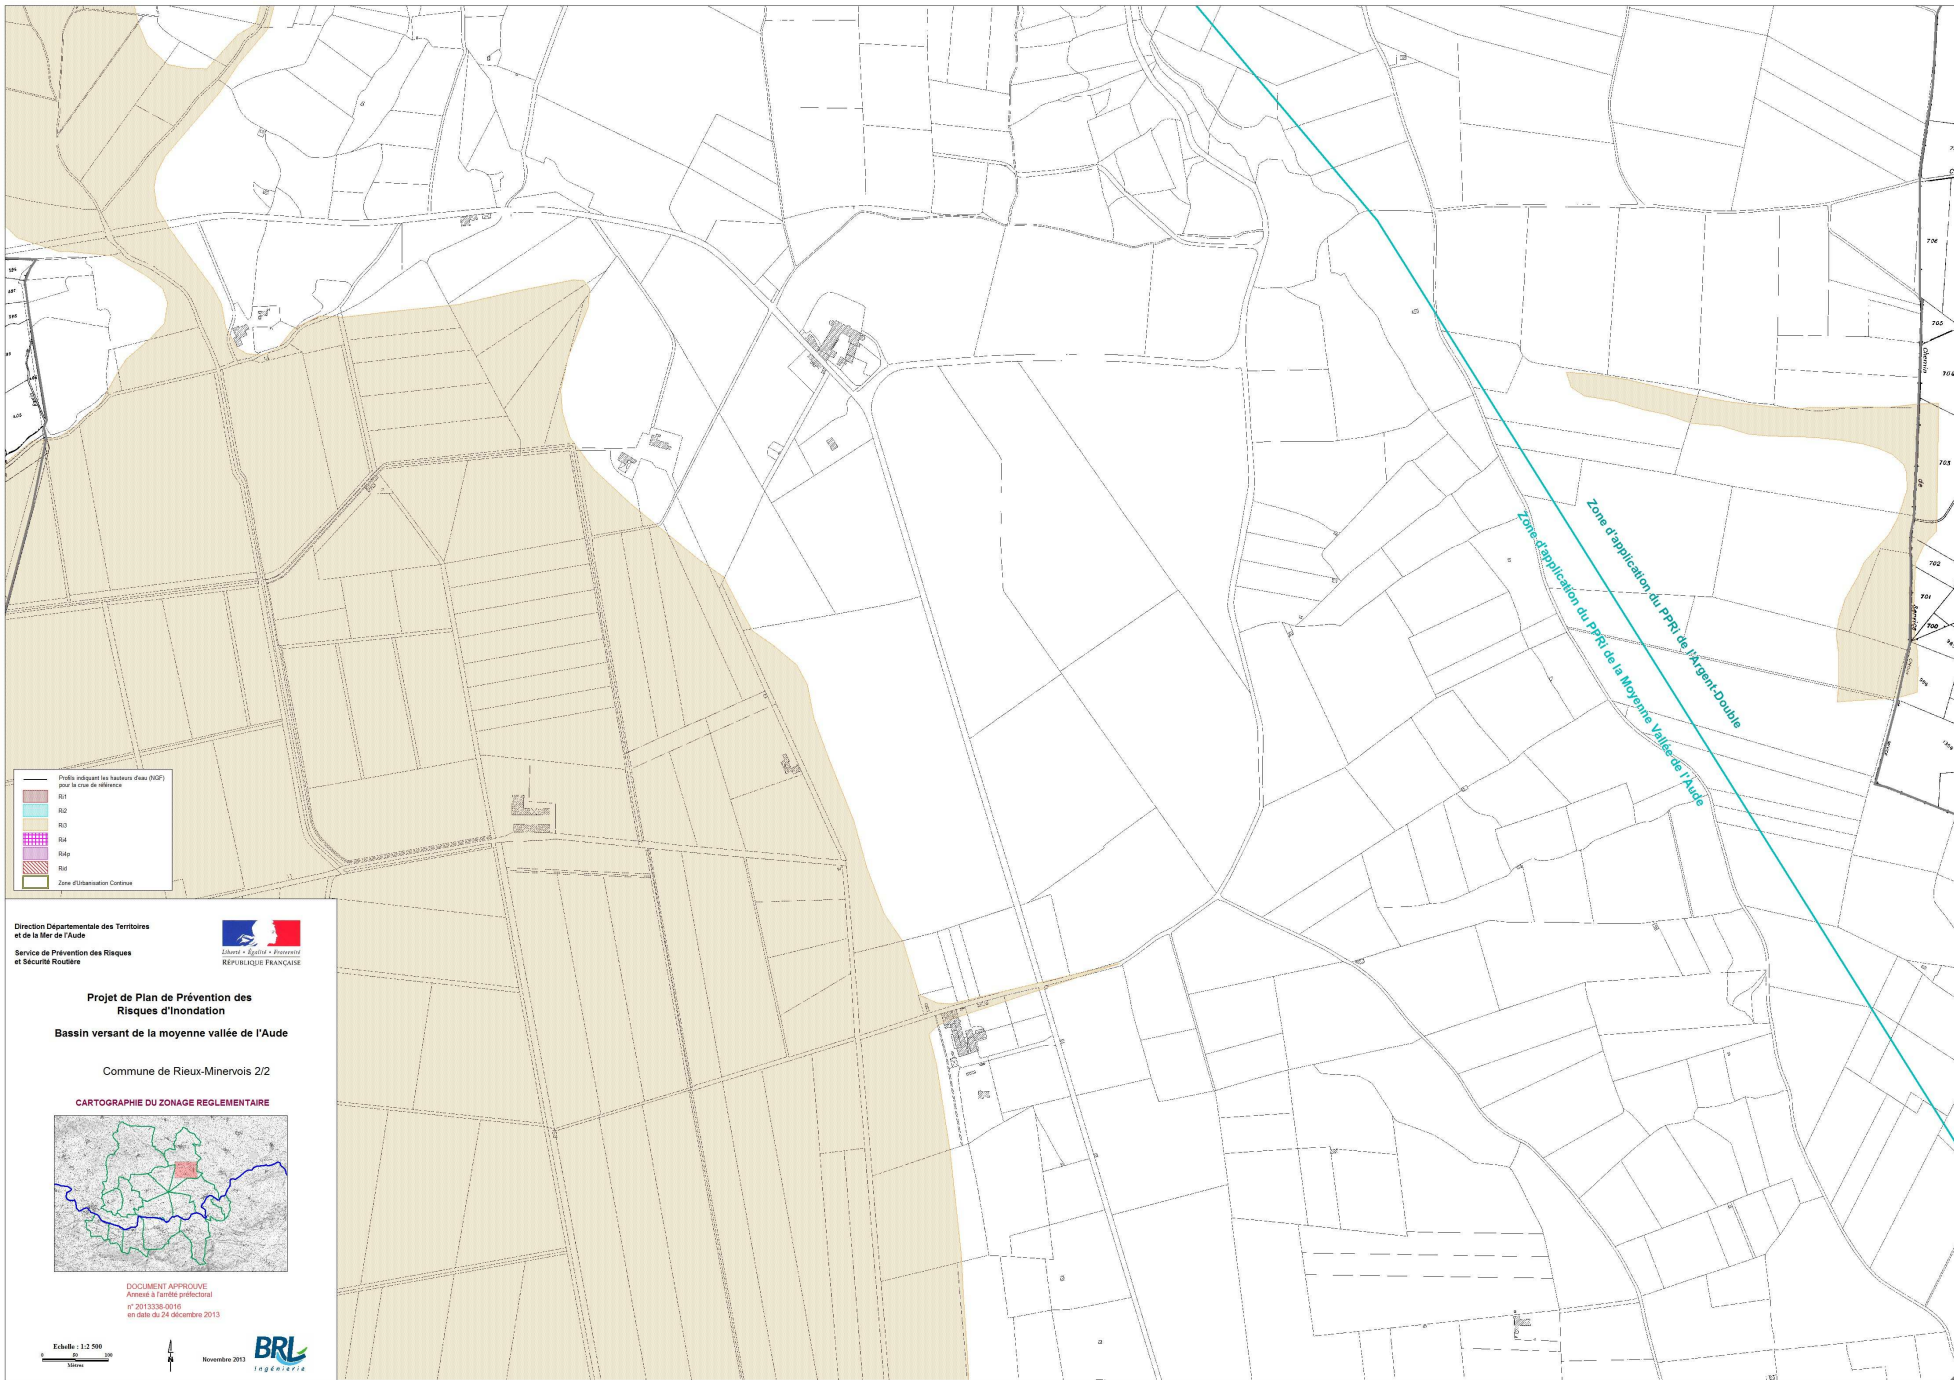 706
705
Chemin
704
703
de
702
701
Service
700
Zone d'application du PPRi de l'Argent-Double
Zone d'application du PPRi de la Moyenne Vallée de l'Aude
Profils indiquant les hauteurs d'eau (NGF)
pour la crue de référence
Ri1
Ri2
Ri3
Ri4
Ri4p
Rid
Zone d'Urbanisation Continue
Direction Départementale des Territoires
et de la Mer de l'Aude
Service de Prévention des Risques
et Sécurité Routière
Liberté • Égalité • Fraternité
RÉPUBLIQUE FRANÇAISE
Projet de Plan de Prévention des
Risques d'Inondation
Bassin versant de la moyenne vallée de l'Aude
Commune de Rieux-Minervois 2/2
CARTOGRAPHIE DU ZONAGE REGLEMENTAIRE
DOCUMENT APPROUVE
Annexé à l'arrêté préfectoral
n° 2013338-0016
en date du 24 décembre 2013
Echelle : 1:2 500
0 50 100
Mètres
N
Novembre 2013
BRL
Ingénierie